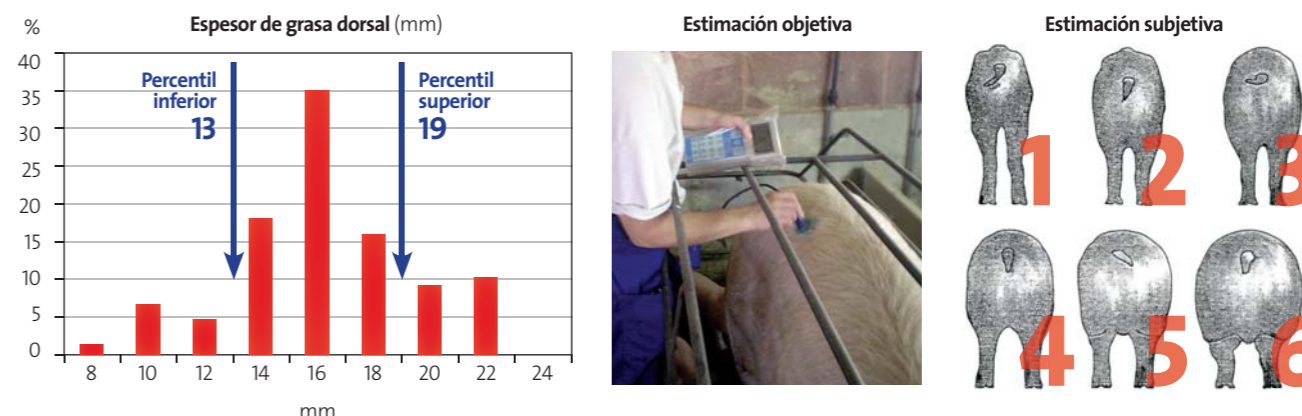 Espesor de grasa dorsal (mm)
%
40
35
30
25
20
15
10
5
0
Percentil
inferior
13
Percentil
superior
19
8 10 12 14 16 18 20 22 24
mm
Estimación objetiva
Estimación subjetiva
1 2 3
4 5 6